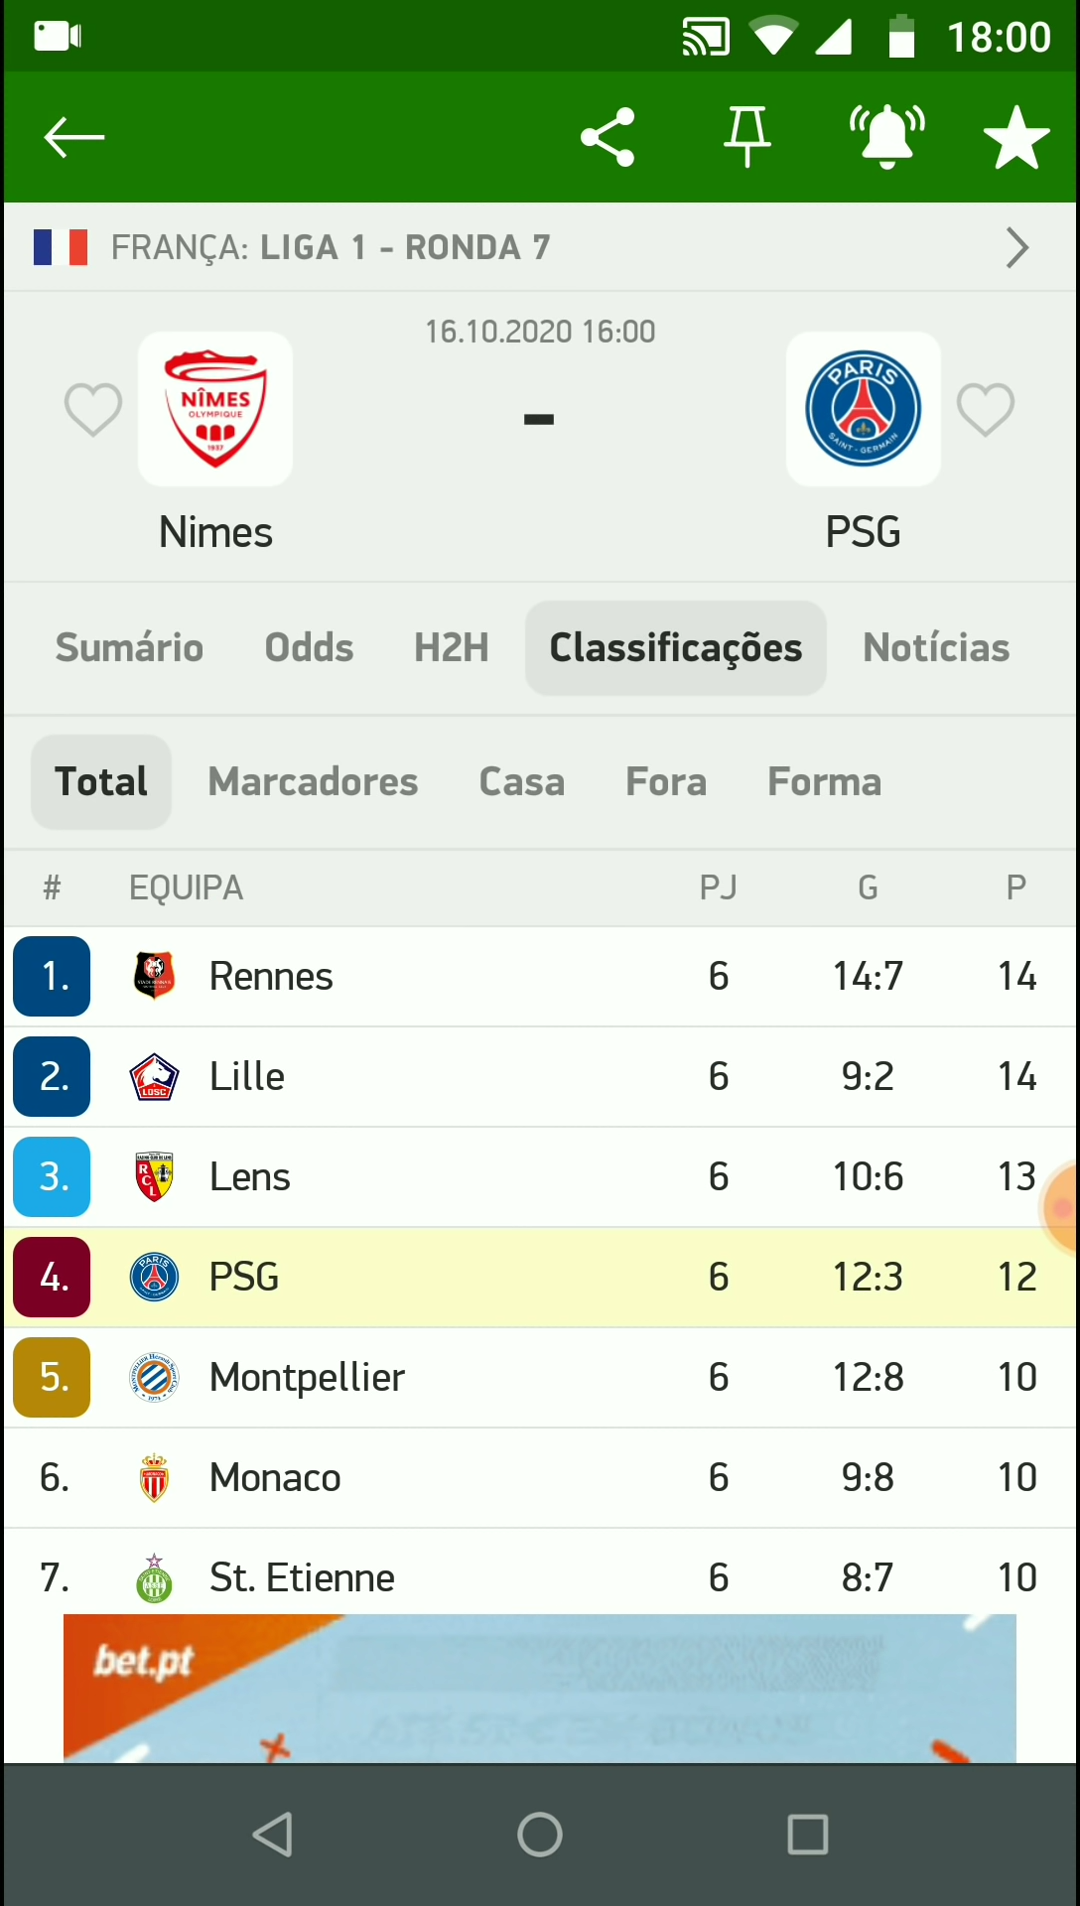 18:00
FRANÇA: LIGA 1 - RONDA 7
16.10.2020 16:00
NÎMES
OLYMPIQUE
1937
PARIS
SAINT-GERMAIN
-
Nimes
PSG
Sumário Odds H2H Classificações Notícias
Total Marcadores Casa Fora Forma
# EQUIPA PJ G P
1. Rennes 6 14:7 14
2. LOSC Lille 6 9:2 14
3. RCL Lens 6 10:6 13
4. PARIS PSG 6 12:3 12
5. Montpellier 6 12:8 10
6. Monaco 6 9:8 10
7. St. Etienne 6 8:7 10
bet.pt